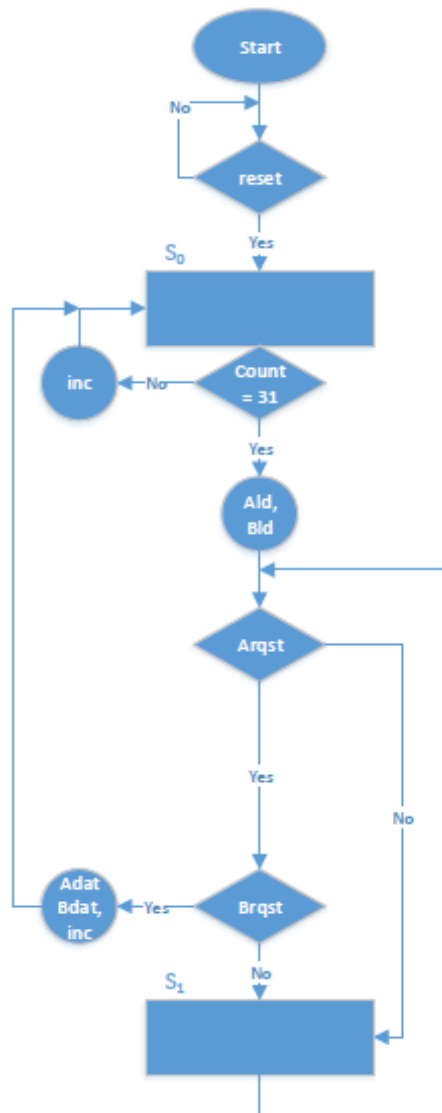 Start
No
reset
Yes
S₀
inc
No
Count
= 31
Yes
Ald,
Bld
Arqst
Yes
No
Adat
Bdat,
inc
Yes
Brqst
No
S₁